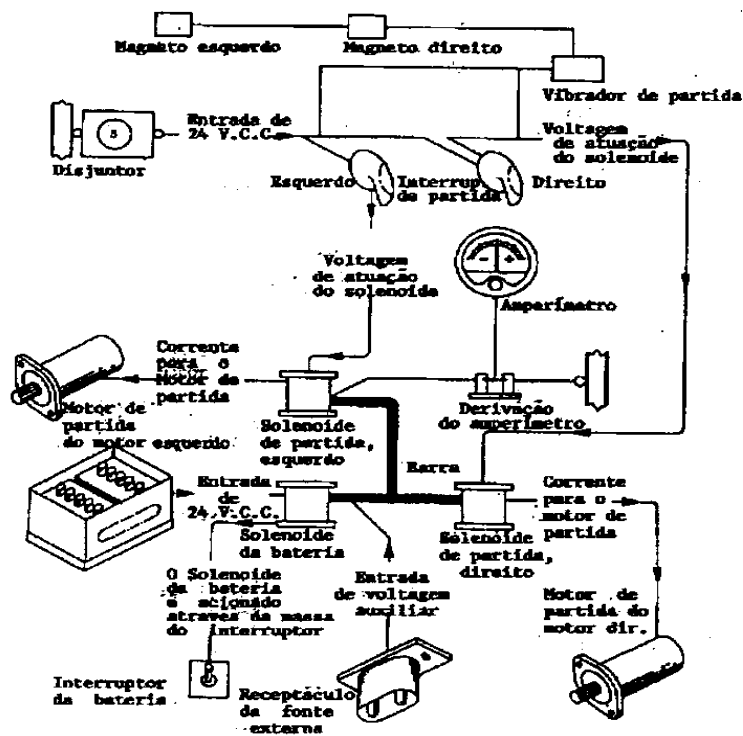 Magneto esquerdo
Magneto direito
Vibrador de partida
Entrada de
24 V.C.C.
5
Disjuntor
Voltagem
de atuação
do solenoide
Esquerdo
Interrup
de partida
Direito
Voltagem
de atuação
do solenoide
- +
Amperímetro
Corrente
para o
Motor de
partida
Motor de
partida
do motor esquerdo
Solenoide
de partida,
esquerdo
Derivação
do amperímetro
Barra
Entrada
de
24.V.C.C.
Solenoide
da bateria
Solenoide
de partida,
direito
Corrente
para o
motor de
partida
O Solenoide
da bateria
é acionado
através da massa
do interruptor
Entrada
de voltagem
auxiliar
Motor de
partida do
motor dir.
Interruptor
da bateria
Receptáculo
da fonte
externa